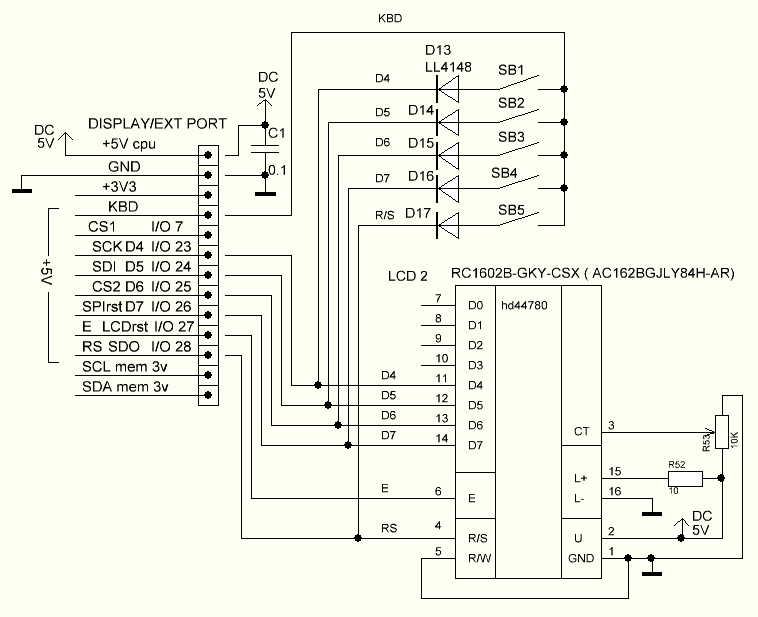 KBD
D13
LL4148
D4
SB1
D5
D14
SB2
D6
D15
SB3
D7
D16
SB4
R/S
D17
SB5
DC
5V
DISPLAY/EXT PORT
C1
0.1
DC
5V
+5V cpu
GND
+3V3
KBD
CS1 I/O 7
SCK D4 I/O 23
SDI D5 I/O 24
CS2 D6 I/O 25
SPIrst D7 I/O 26
E LCDrst I/O 27
RS SDO I/O 28
SCL mem 3v
SDA mem 3v
+5V
LCD 2
RC1602B-GKY-CSX ( AC162BGJLY84H-AR)
hd44780
7 D0
8 D1
9 D2
10 D3
D4 11 D4
D5 12 D5
D6 13 D6
D7 14 D7
E 6 E
RS 4 R/S
5 R/W
CT 3
R53
10K
L+ 15
R52
10
L- 16
U 2
DC
5V
GND 1